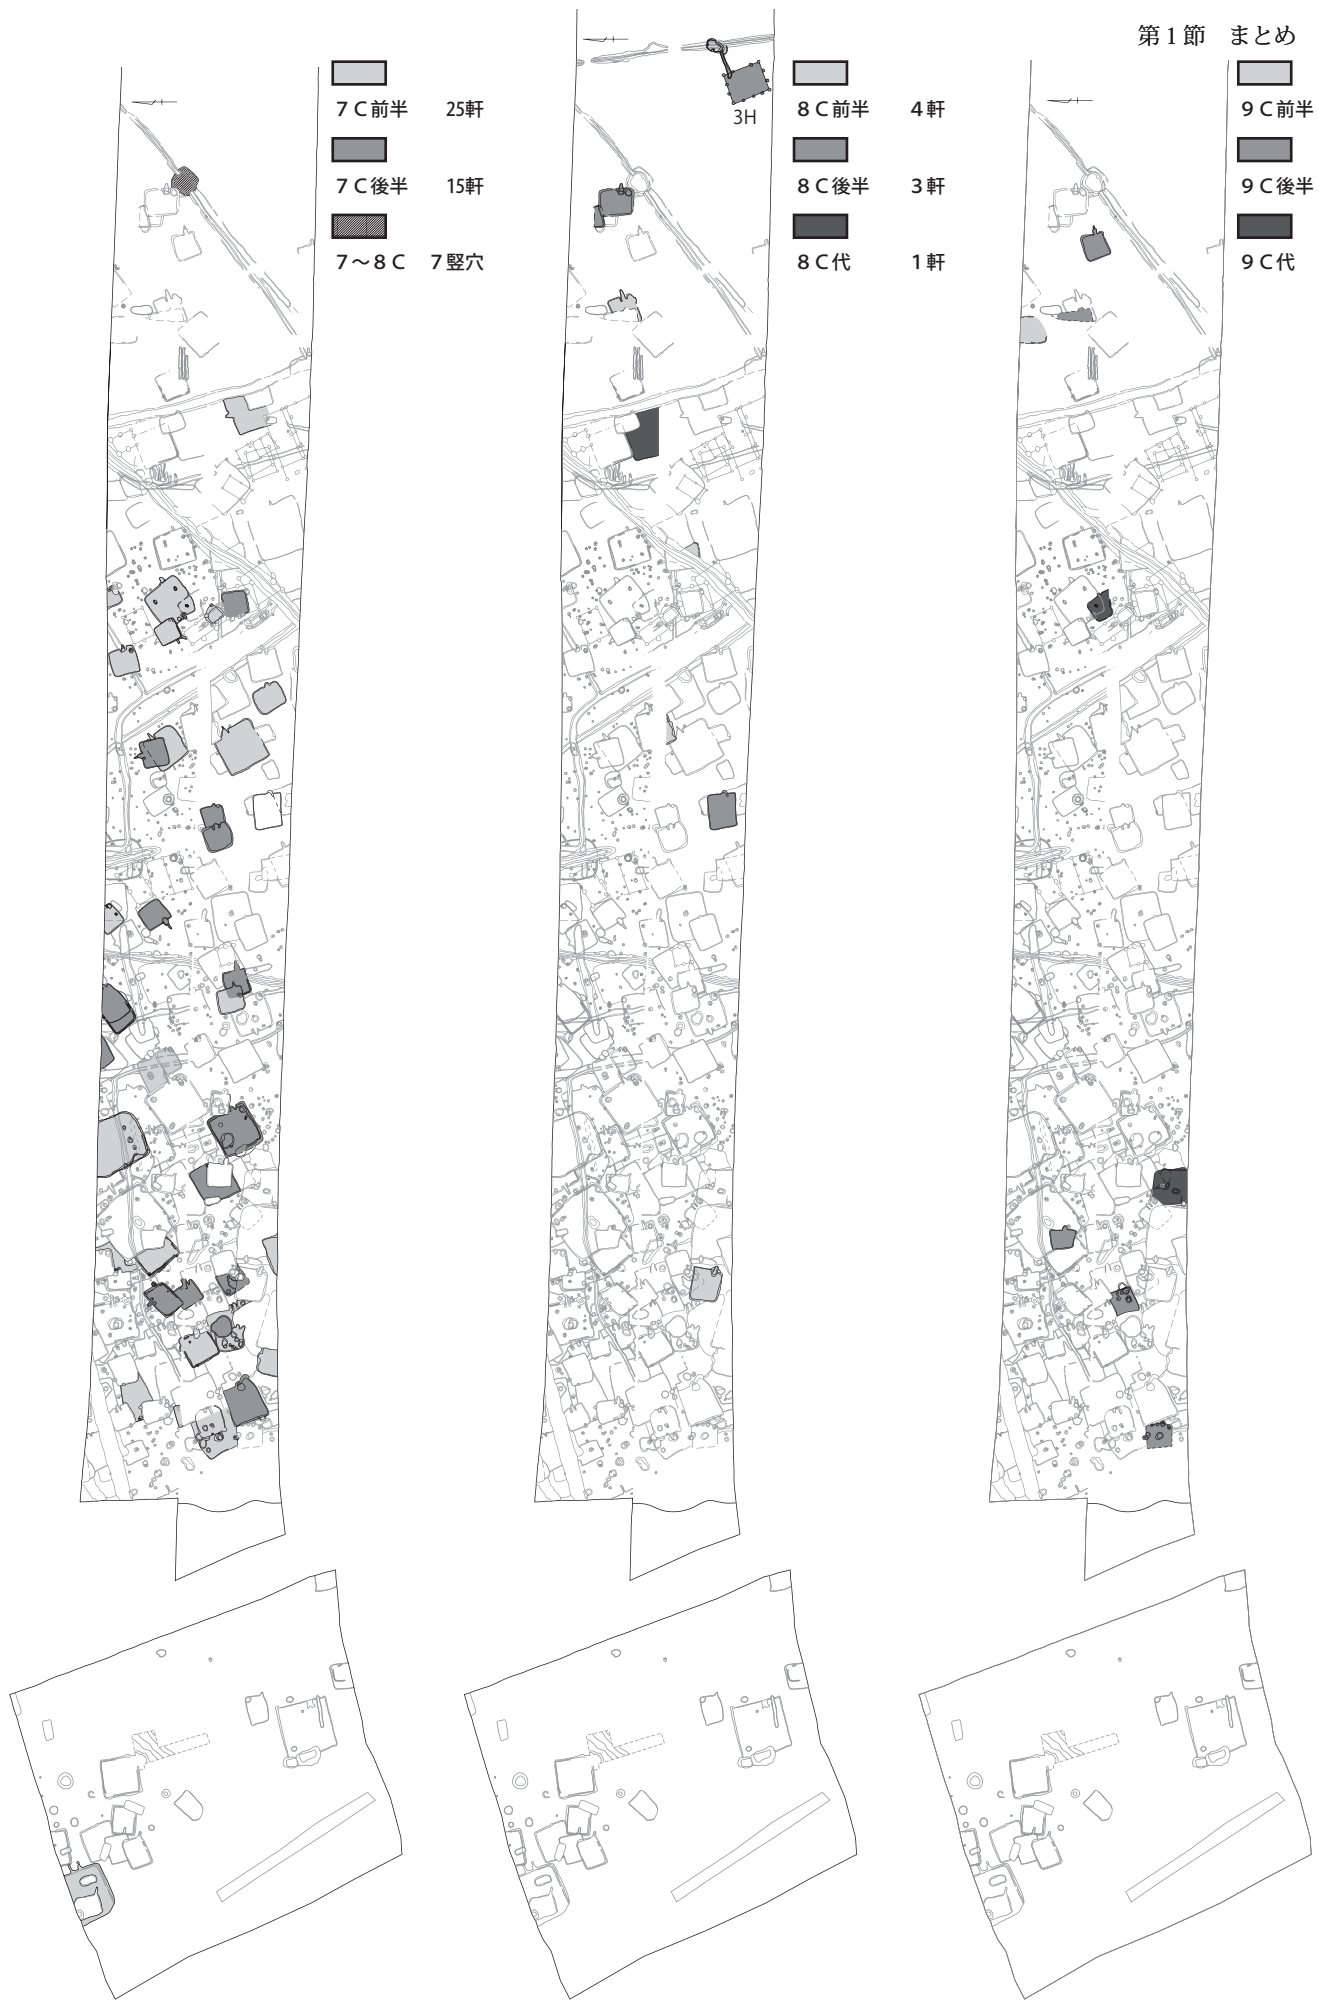 第1節　まとめ
7C前半　25軒
7C後半　15軒
7～8C　7竪穴
3H
8C前半　4軒
8C後半　3軒
8C代　1軒
9C前半
9C後半
9C代